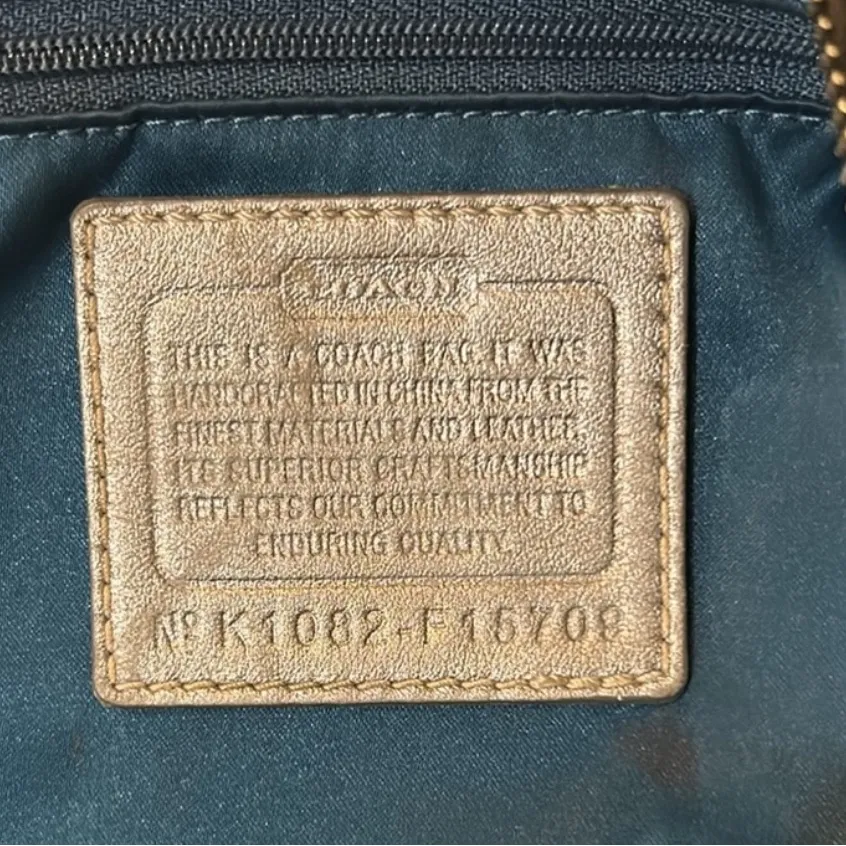 COACH
THIS IS A COACH BAG. IT WAS
HANDCRAFTED IN CHINA FROM THE
FINEST MATERIALS AND LEATHER.
ITS SUPERIOR CRAFTSMANSHIP
REFLECTS OUR COMMITMENT TO
ENDURING QUALITY.
Nº K1082-F15709